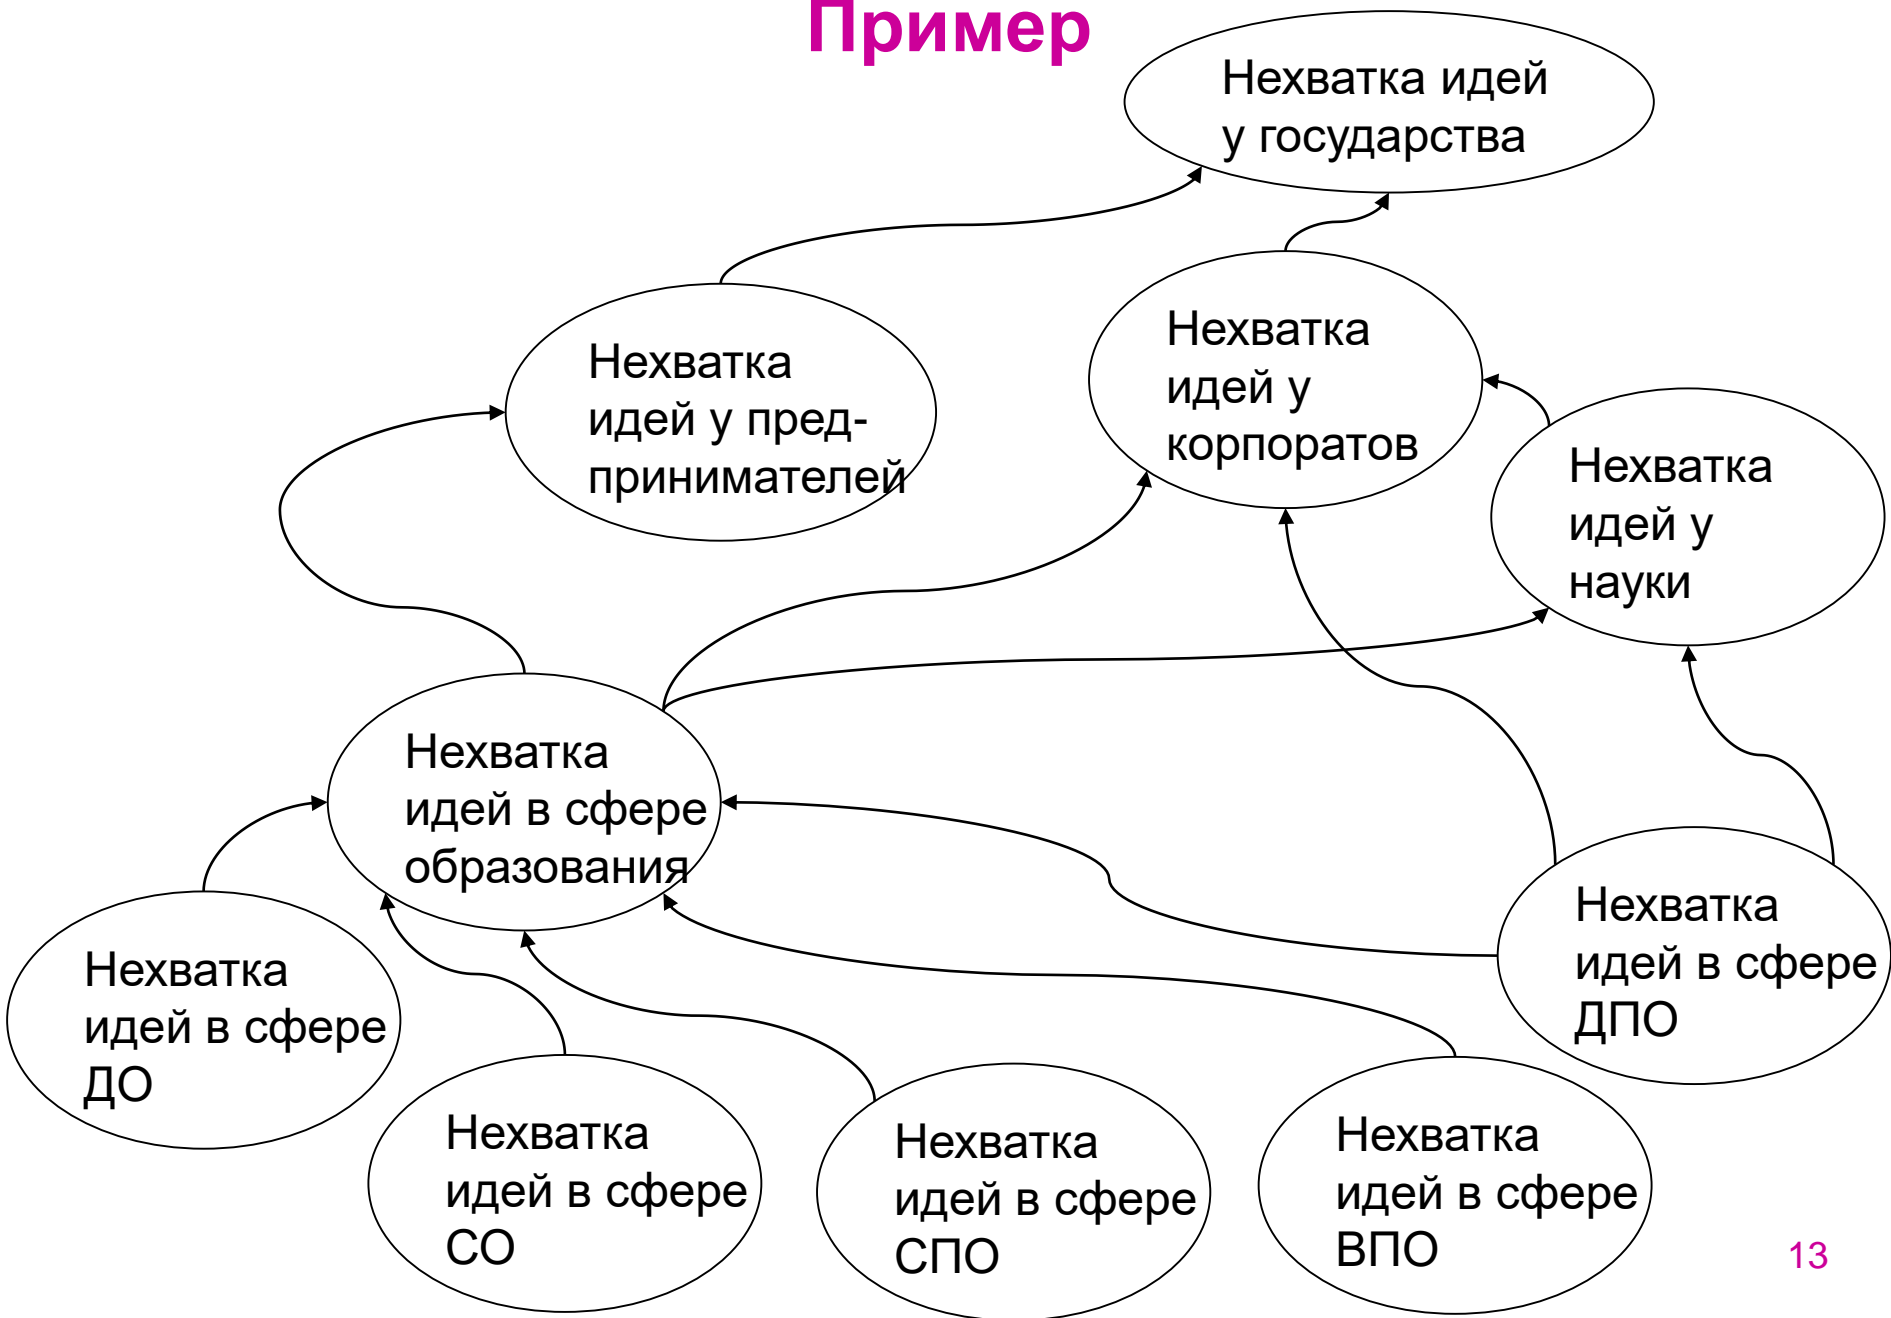 Пример
Нехватка идей
у государства
Нехватка
идей у пред-
принимателей
Нехватка
идей у
корпоратов
Нехватка
идей у
науки
Нехватка
идей в сфере
образования
Нехватка
идей в сфере
ДПО
Нехватка
идей в сфере
ДО
Нехватка
идей в сфере
СО
Нехватка
идей в сфере
СПО
Нехватка
идей в сфере
ВПО
13